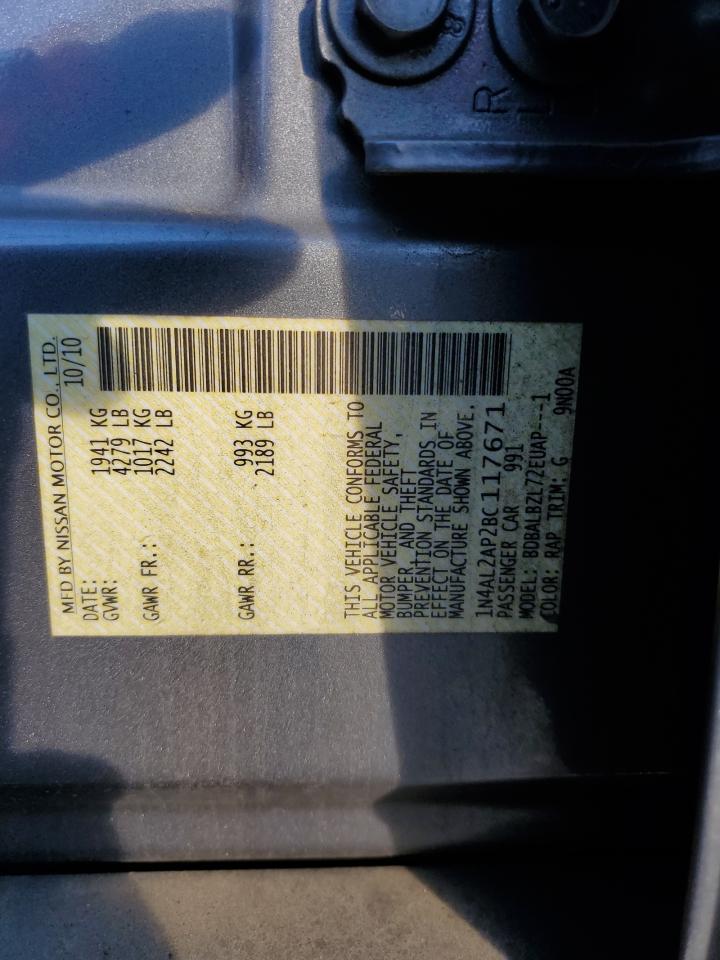 MFD BY NISSAN MOTOR CO., LTD.
DATE: 10/10
GVWR: 1941 KG
4279 LB
GAWR FR.: 1017 KG
2242 LB
GAWR RR.: 993 KG
2189 LB
THIS VEHICLE CONFORMS TO
ALL APPLICABLE FEDERAL
MOTOR VEHICLE SAFETY,
BUMPER, AND THEFT
PREVENTION STANDARDS IN
EFFECT ON THE DATE OF
MANUFACTURE SHOWN ABOVE.
1N4AL2AP2BC117671
PASSENGER CAR 991
MODEL: BDBALBZL72EUAP---1
COLOR: RAP TRIM: G 9N00A
R
8